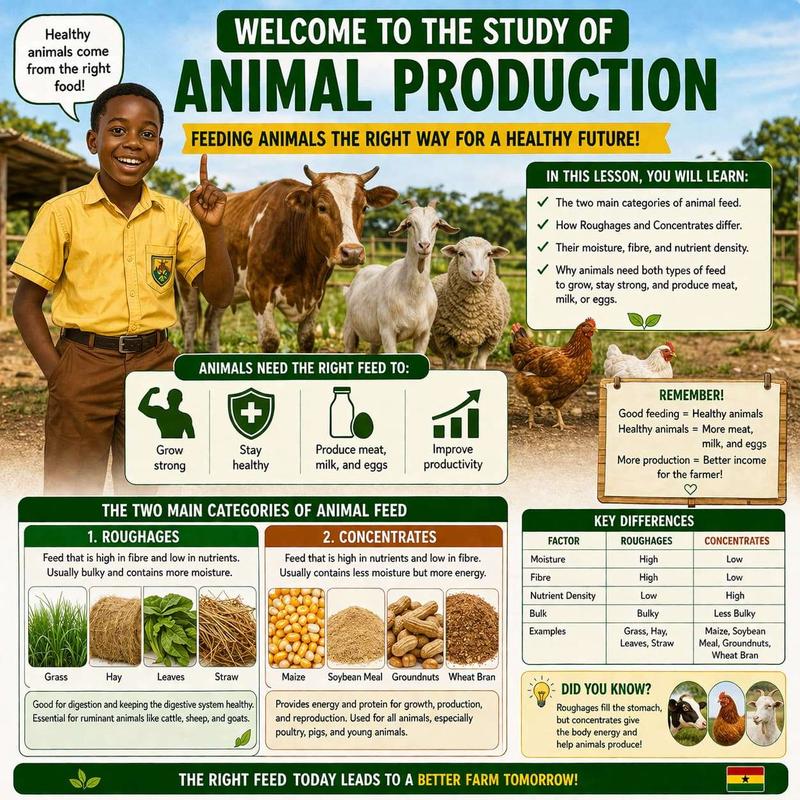 Healthy
animals come
from the right
food!
WELCOME TO THE STUDY OF
ANIMAL PRODUCTION
FEEDING ANIMALS THE RIGHT WAY FOR A HEALTHY FUTURE!
IN THIS LESSON, YOU WILL LEARN:
✓ The two main categories of animal feed.
✓ How Roughages and Concentrates differ.
✓ Their moisture, fibre, and nutrient density.
✓ Why animals need both types of feed
to grow, stay strong, and produce meat,
milk, or eggs.
ANIMALS NEED THE RIGHT FEED TO:
Grow
strong
Stay
healthy
Produce meat,
milk, and eggs
Improve
productivity
REMEMBER!
Good feeding = Healthy animals
Healthy animals = More meat,
milk, and eggs
More production = Better income
for the farmer!
THE TWO MAIN CATEGORIES OF ANIMAL FEED
1. ROUGHAGES
Feed that is high in fibre and low in nutrients.
Usually bulky and contains more moisture.
Grass Hay Leaves Straw
Good for digestion and keeping the digestive system healthy.
Essential for ruminant animals like cattle, sheep, and goats.
2. CONCENTRATES
Feed that is high in nutrients and low in fibre.
Usually contains less moisture but more energy.
Maize Soybean Meal Groundnuts Wheat Bran
Provides energy and protein for growth, production,
and reproduction. Used for all animals, especially
poultry, pigs, and young animals.
KEY DIFFERENCES
FACTOR ROUGHAGES CONCENTRATES
Moisture High Low
Fibre High Low
Nutrient Density Low High
Bulk Bulky Less Bulky
Examples Grass, Hay, Maize, Soybean
Leaves, Straw Meal, Groundnuts,
Wheat Bran
DID YOU KNOW?
Roughages fill the stomach,
but concentrates give
the body energy and
help animals produce!
THE RIGHT FEED TODAY LEADS TO A BETTER FARM TOMORROW!